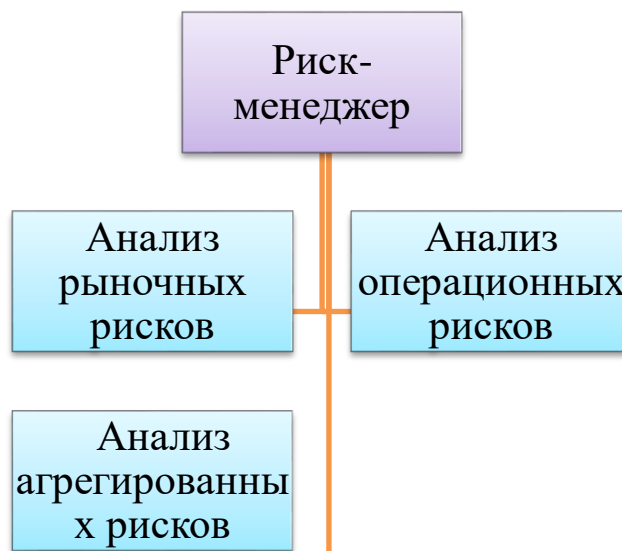 Риск-
менеджер
Анализ
рыночных
рисков
Анализ
операционных
рисков
Анализ
агрегированны
х рисков